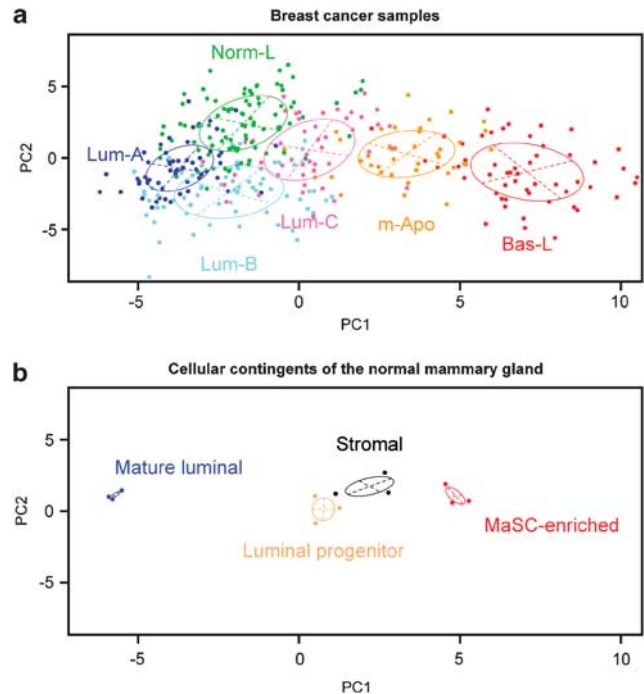 a
Breast cancer samples
Norm-L
Lum-A
Lum-C
m-Apo
Bas-L
Lum-B
PC2
5
0
-5
-5
0
5
10
PC1
b
Cellular contingents of the normal mammary gland
Stromal
Mature luminal
MaSC-enriched
Luminal progenitor
PC2
5
0
-5
-5
0
5
10
PC1